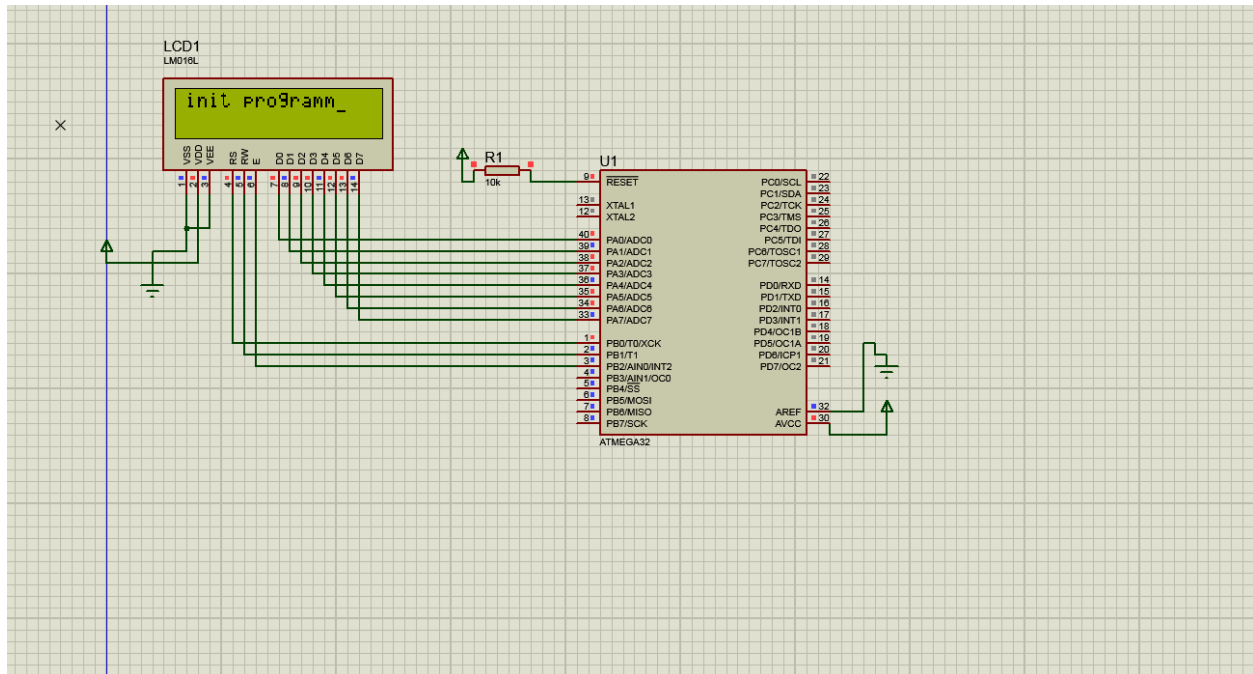 LCD1
LM016L
init programm_
VSS
VDD
VEE
RS
RW
E
D0
D1
D2
D3
D4
D5
D6
D7
1
2
3
4
5
6
7
8
9
10
11
12
13
14
R1
10k
U1
9 RESET
13 XTAL1
12 XTAL2
40 PA0/ADC0
39 PA1/ADC1
38 PA2/ADC2
37 PA3/ADC3
36 PA4/ADC4
35 PA5/ADC5
34 PA6/ADC6
33 PA7/ADC7
1 PB0/T0/XCK
2 PB1/T1
3 PB2/AIN0/INT2
4 PB3/AIN1/OC0
5 PB4/SS
6 PB5/MOSI
7 PB6/MISO
8 PB7/SCK
PC0/SCL 22
PC1/SDA 23
PC2/TCK 24
PC3/TMS 25
PC4/TDO 26
PC5/TDI 27
PC6/TOSC1 28
PC7/TOSC2 29
PD0/RXD 14
PD1/TXD 15
PD2/INT0 16
PD3/INT1 17
PD4/OC1B 18
PD5/OC1A 19
PD6/ICP1 20
PD7/OC2 21
AREF 32
AVCC 30
ATMEGA32